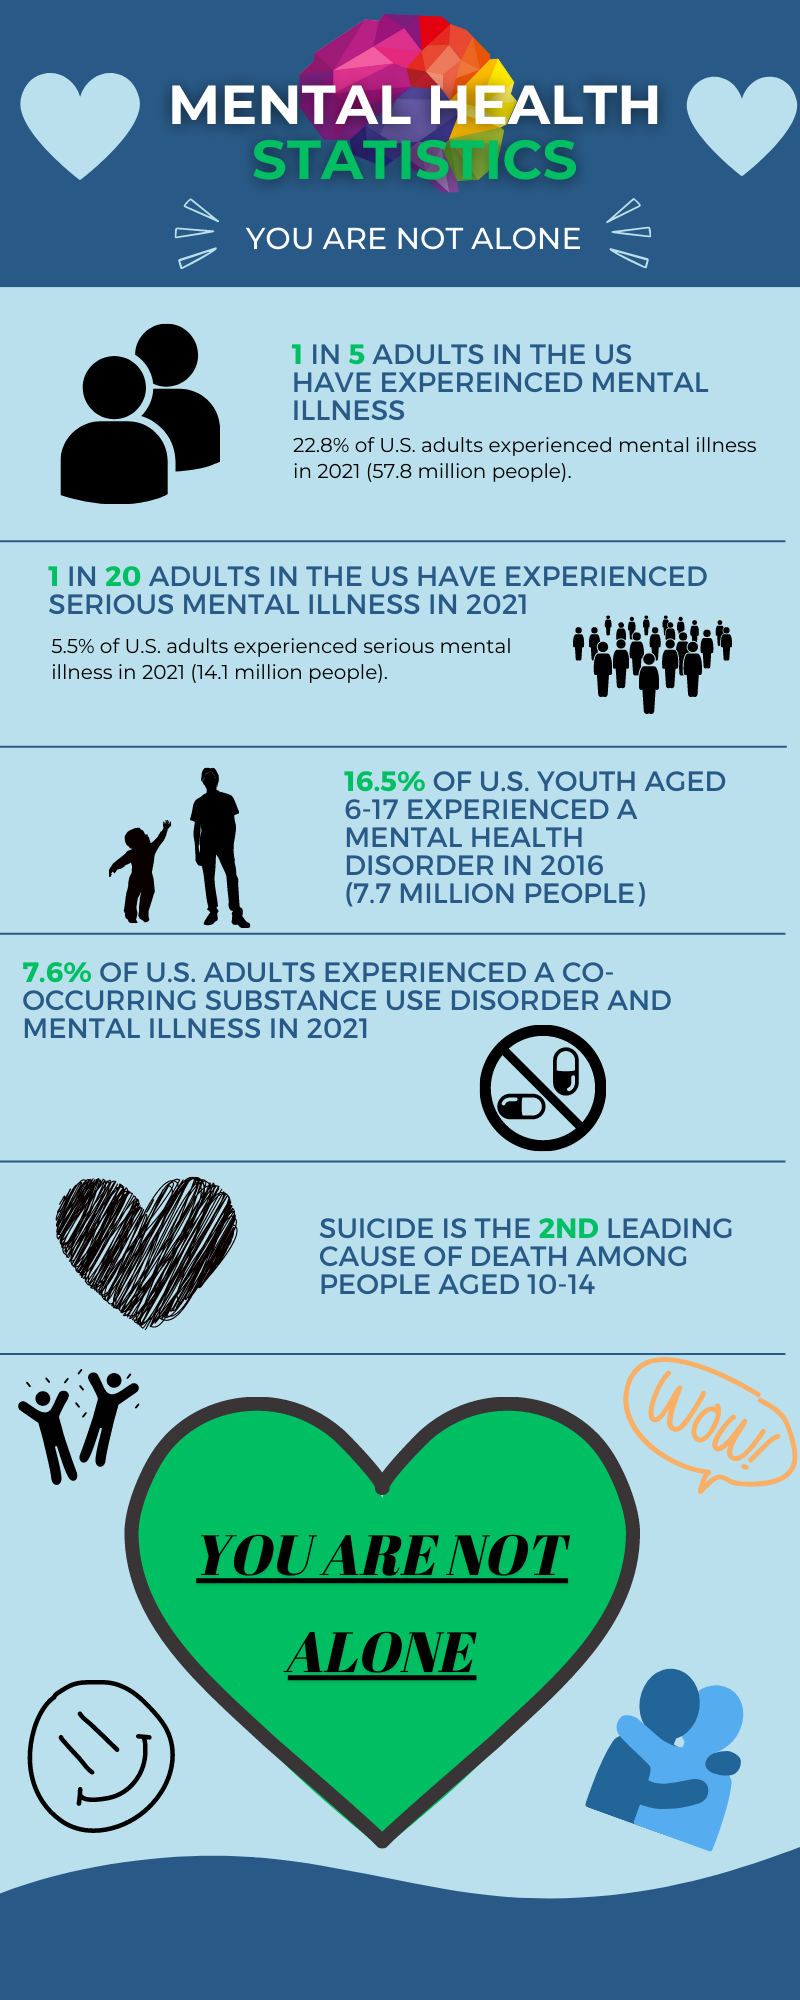 MENTAL HEALTH
STATISTICS
YOU ARE NOT ALONE
1 IN 5 ADULTS IN THE US
HAVE EXPEREINCED MENTAL
ILLNESS
22.8% of U.S. adults experienced mental illness
in 2021 (57.8 million people).
1 IN 20 ADULTS IN THE US HAVE EXPERIENCED
SERIOUS MENTAL ILLNESS IN 2021
5.5% of U.S. adults experienced serious mental
illness in 2021 (14.1 million people).
16.5% OF U.S. YOUTH AGED
6-17 EXPERIENCED A
MENTAL HEALTH
DISORDER IN 2016
(7.7 MILLION PEOPLE)
7.6% OF U.S. ADULTS EXPERIENCED A CO-
OCCURRING SUBSTANCE USE DISORDER AND
MENTAL ILLNESS IN 2021
SUICIDE IS THE 2ND LEADING
CAUSE OF DEATH AMONG
PEOPLE AGED 10-14
WOW!
YOU ARE NOT
ALONE